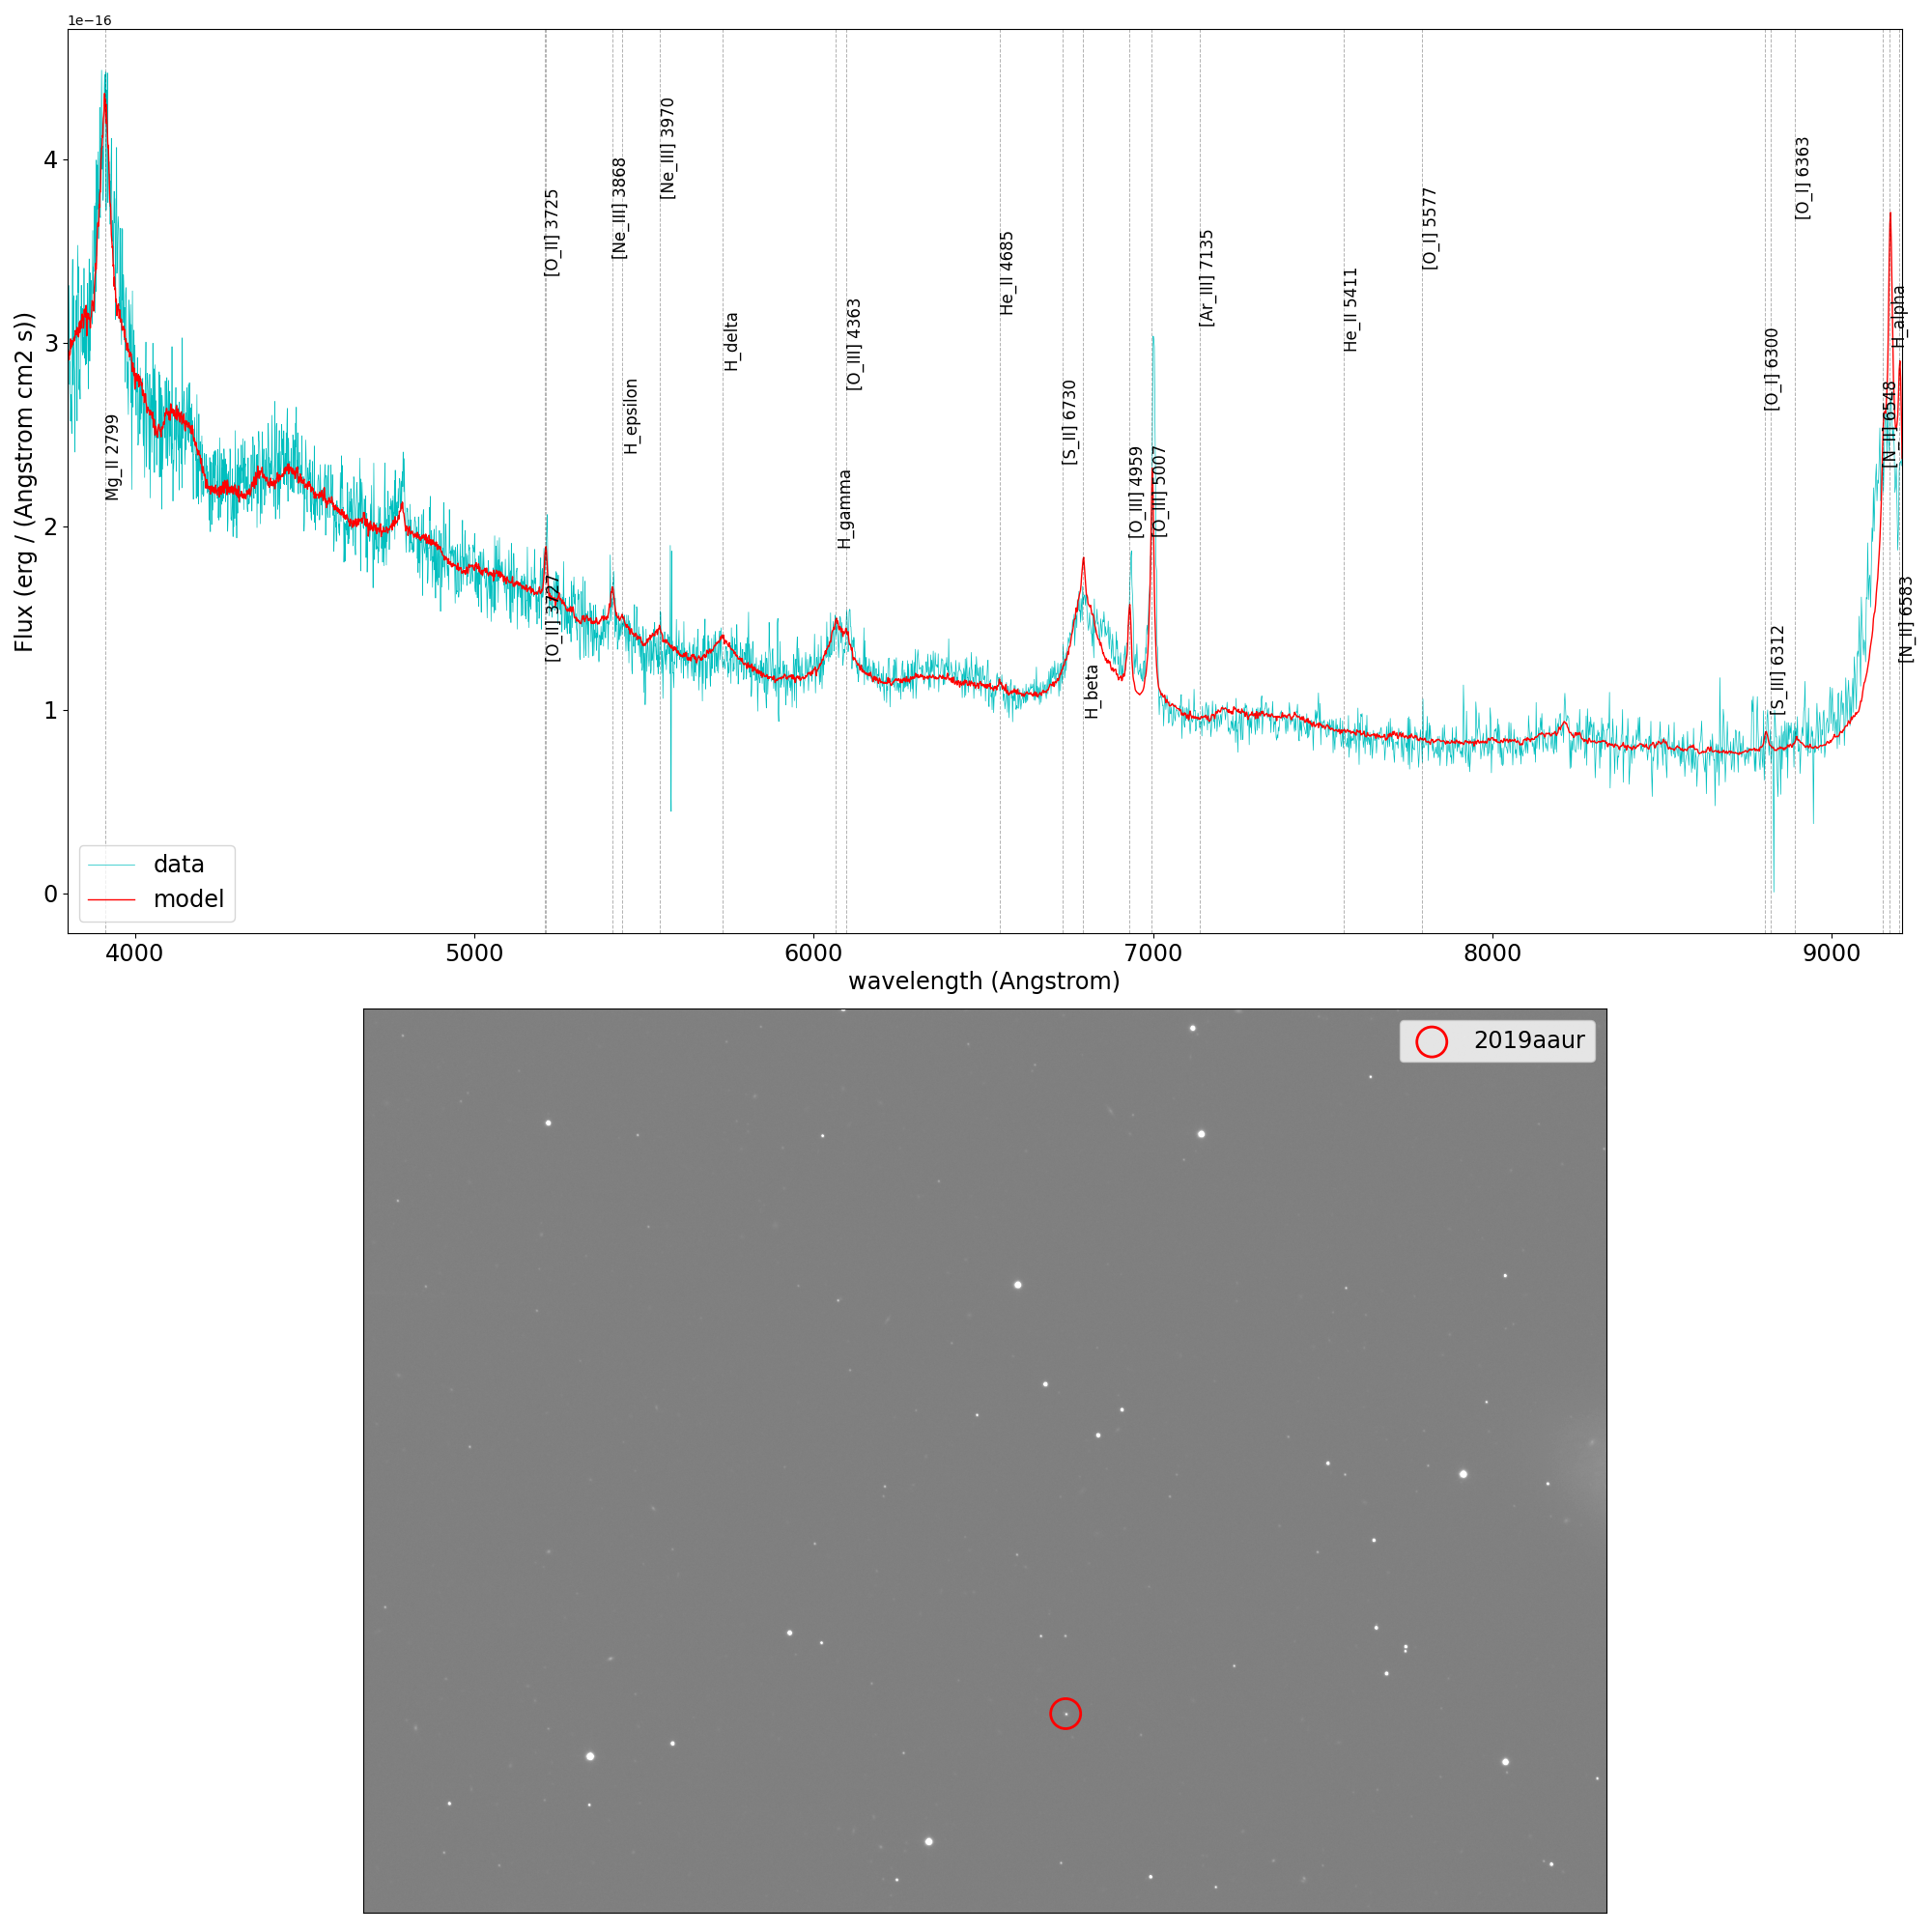 1e−16
Flux (erg / (Angstrom cm2 s))
4
3
2
1
0
Mg_II 2799
[O_II] 3725
[O_II] 3727
[Ne_III] 3868
H_epsilon
[Ne_III] 3970
H_delta
H_gamma
[O_III] 4363
He_II 4685
[S_II] 6730
H_beta
[O_III] 4959
[O_III] 5007
[Ar_III] 7135
He_II 5411
[O_I] 5577
[O_I] 6300
[S_III] 6312
[O_I] 6363
[N_II] 6548
H_alpha
[N_II] 6583
data
model
4000 5000 6000 7000 8000 9000
wavelength (Angstrom)
2019aaur